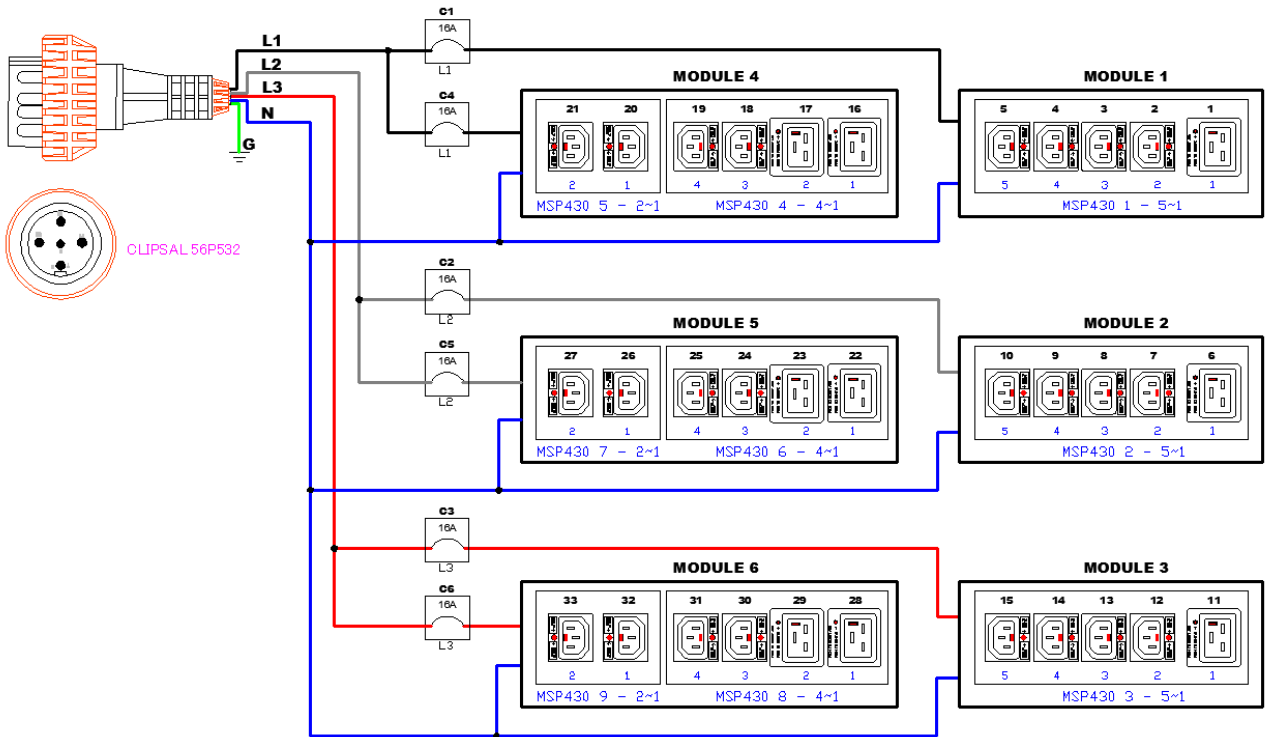 C1
16A
L1
L1
L2
L3
N
G
C4
16A
L1
MODULE 4
21 20 19 18 17 16
2 1 4 3 2 1
MSP430 5 - 2~1 MSP430 4 - 4~1
MODULE 1
5 4 3 2 1
5 4 3 2 1
MSP430 1 - 5~1
CLIPSAL 56P532
C2
16A
L2
C5
16A
L2
MODULE 5
27 26 25 24 23 22
2 1 4 3 2 1
MSP430 7 - 2~1 MSP430 6 - 4~1
MODULE 2
10 9 8 7 6
5 4 3 2 1
MSP430 2 - 5~1
C3
16A
L3
C6
16A
L3
MODULE 6
33 32 31 30 29 28
2 1 4 3 2 1
MSP430 9 - 2~1 MSP430 8 - 4~1
MODULE 3
15 14 13 12 11
5 4 3 2 1
MSP430 3 - 5~1